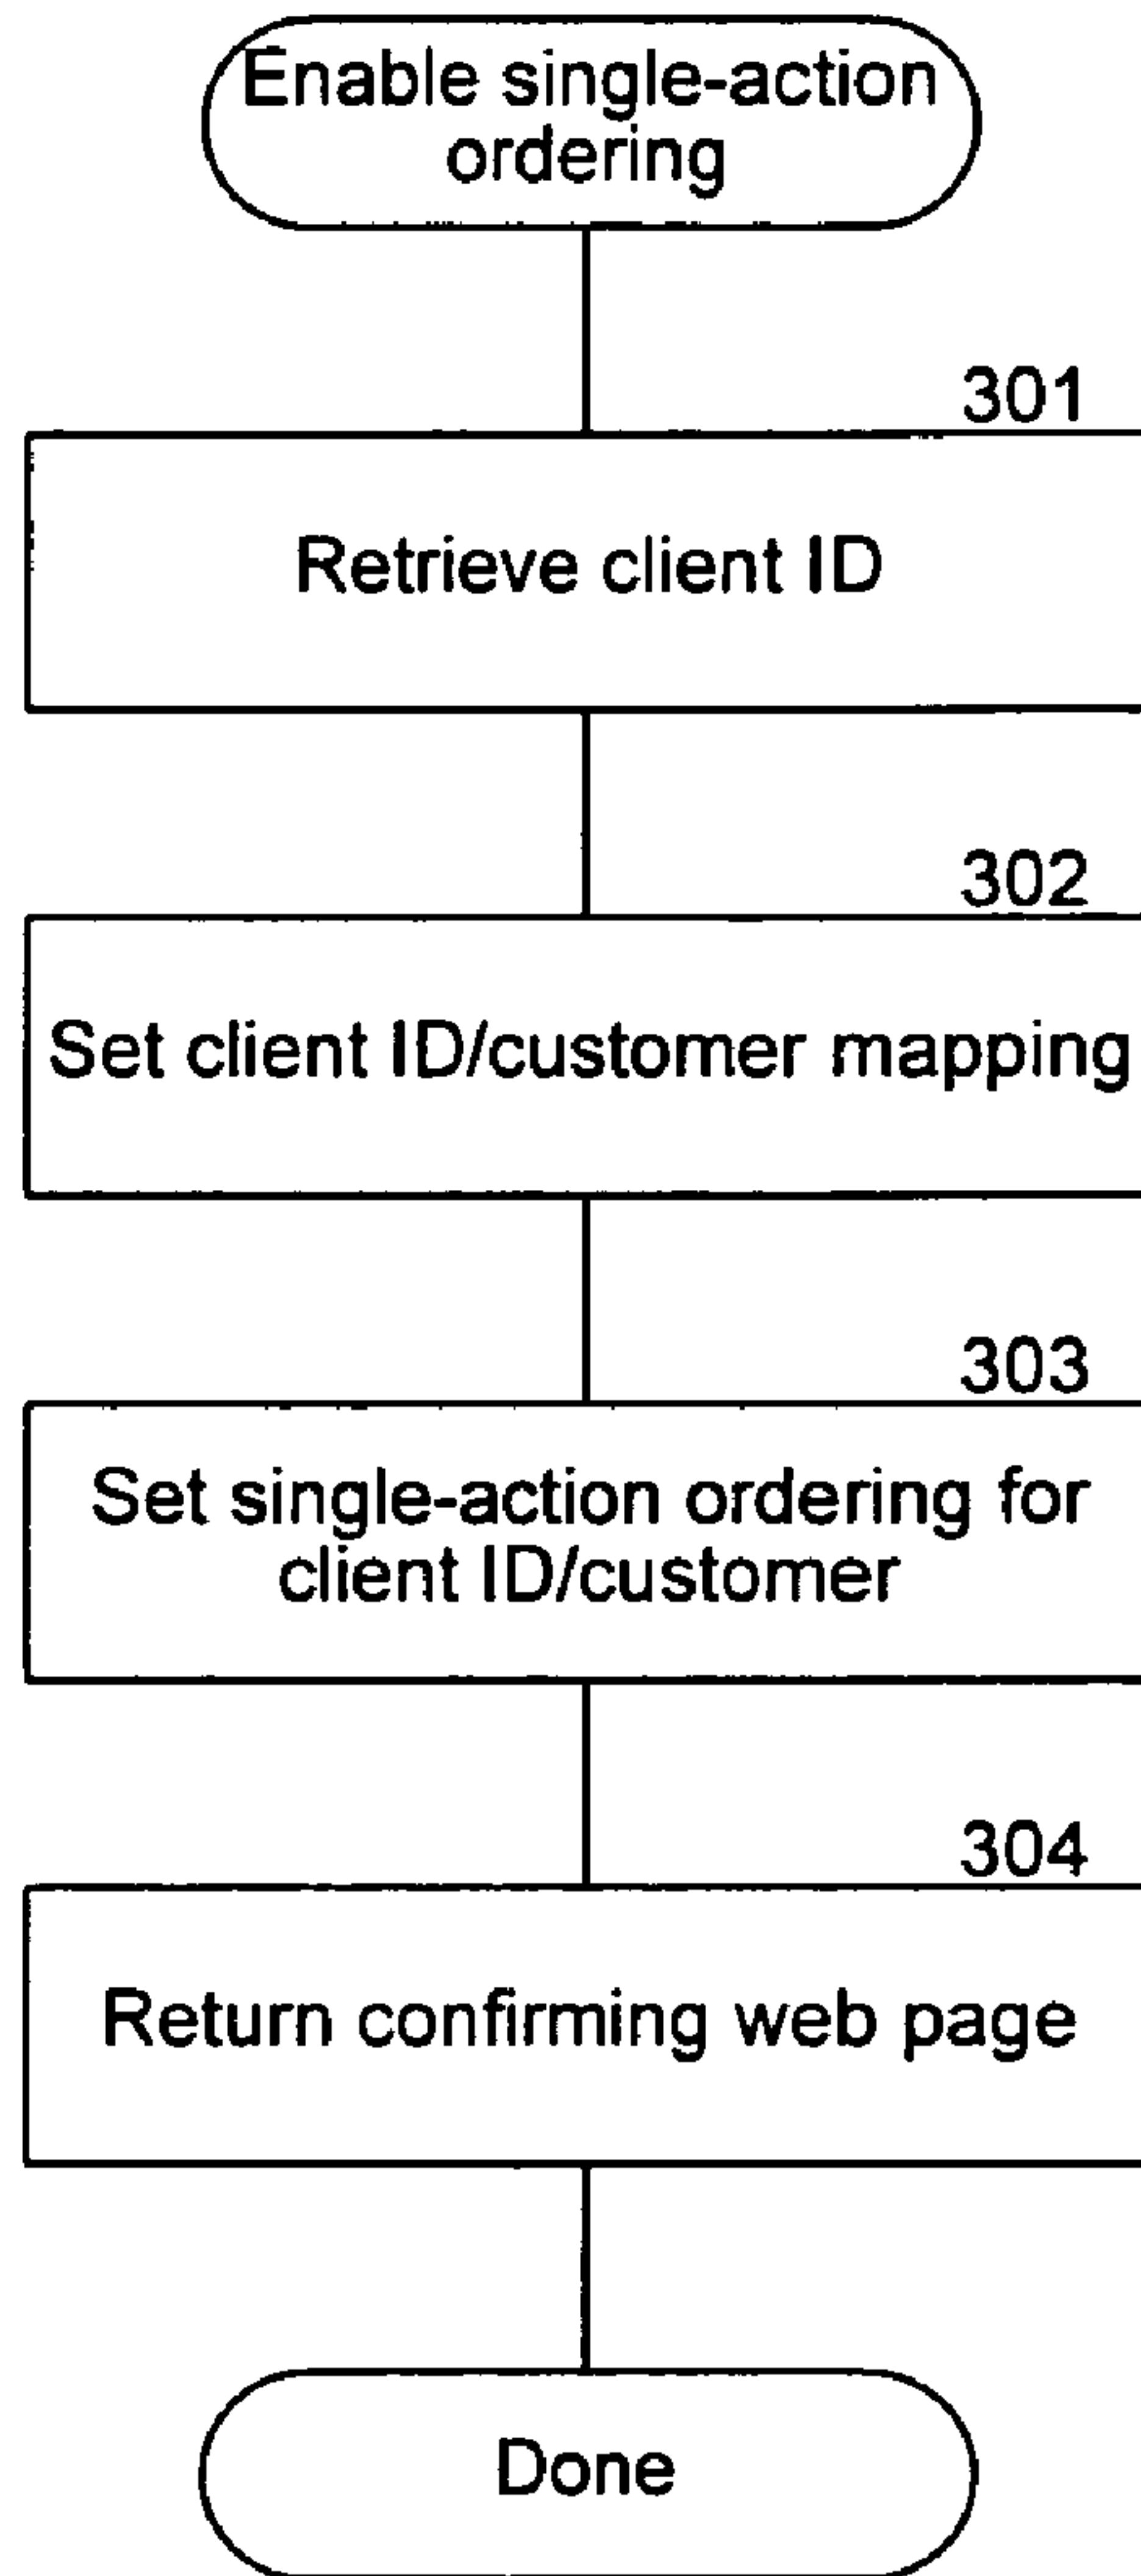 Enable single-action
ordering
301
Retrieve client ID
302
Set client ID/customer mapping
303
Set single-action ordering for
client ID/customer
304
Return confirming web page
Done